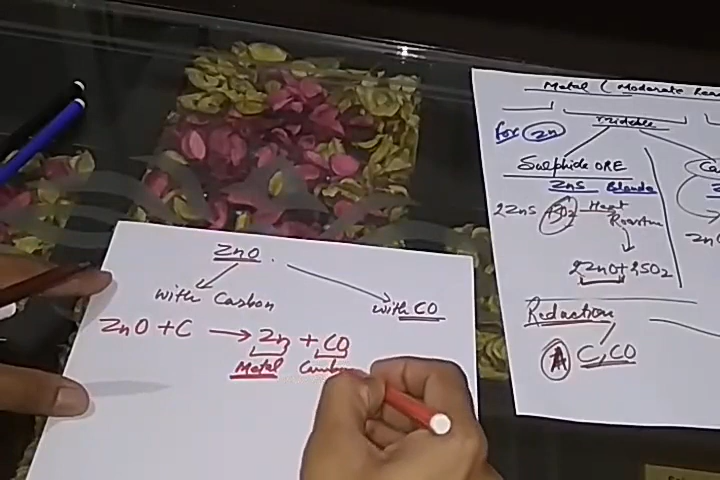 ZnO.
with Carbon
with CO
ZnO + C → Zn + CO
Metal
Metal ( Moderate
Middle
for Zn
Sulphide ORE
ZnS Blende
2ZnS + 3O2 Heat
2ZnO + 2SO2
Reduction
A C, CO